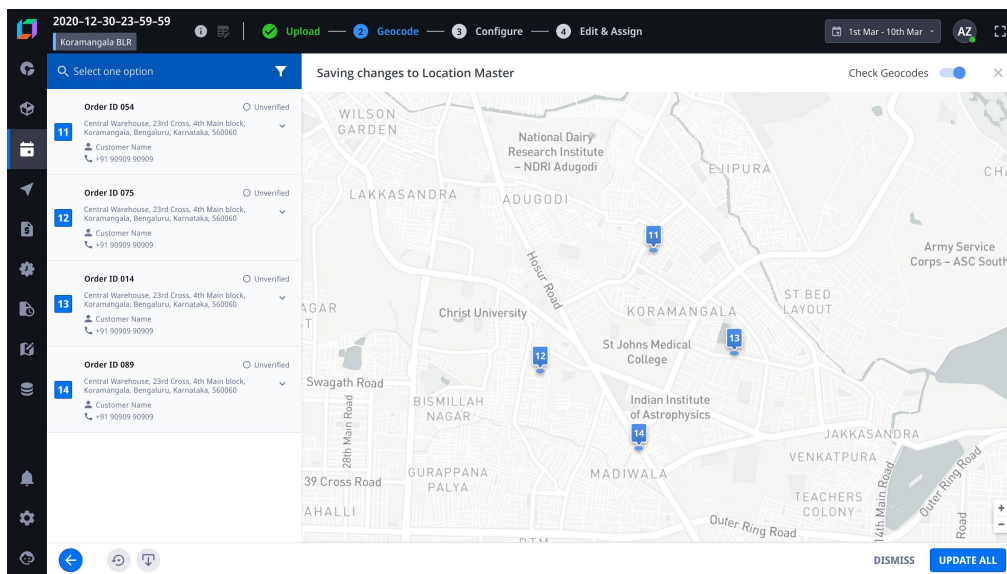 2020–12–30-23–59–59
Koramangala BLR
Upload
2 Geocode
3 Configure
4 Edit & Assign
1st Mar - 10th Mar
AZ
Select one option
Saving changes to Location Master
Check Geocodes
11
Order ID 054
Unverified
Central Warehouse, 23rd Cross, 4th Main block,
Koramangala, Bengaluru, Karnataka, 560060
Customer Name
+91 90909 90909
12
Order ID 075
Unverified
Central Warehouse, 23rd Cross, 4th Main block,
Koramangala, Bengaluru, Karnataka, 560060
Customer Name
+91 90909 90909
13
Order ID 014
Unverified
Central Warehouse, 23rd Cross, 4th Main block,
Koramangala, Bengaluru, Karnataka, 560060
Customer Name
+91 90909 90909
14
Order ID 089
Unverified
Central Warehouse, 23rd Cross, 4th Main block,
Koramangala, Bengaluru, Karnataka, 560060
Customer Name
+91 90909 90909
WILSON
GARDEN
National Dairy
Research Institute
– NDRI Adugodi
EJIPURA
LAKKASANDRA
ADUGODI
11
Army Service
Corps – ASC South
Hosur Road
ST BED
LAYOUT
AGAR
T
Christ University
KORAMANGALA
13
St Johns Medical
College
12
Swagath Road
BISMILLAH
NAGAR
28th Main Road
Indian Institute
of Astrophysics
14
JAKKASANDRA
VENKATPURA
GURAPPANA
PALYA
39 Cross Road
MADIWALA
TEACHERS
COLONY
14th Main Road
Outer Ring Road
Road
AHALLI
Outer Ring Road
+
–
DISMISS
UPDATE ALL